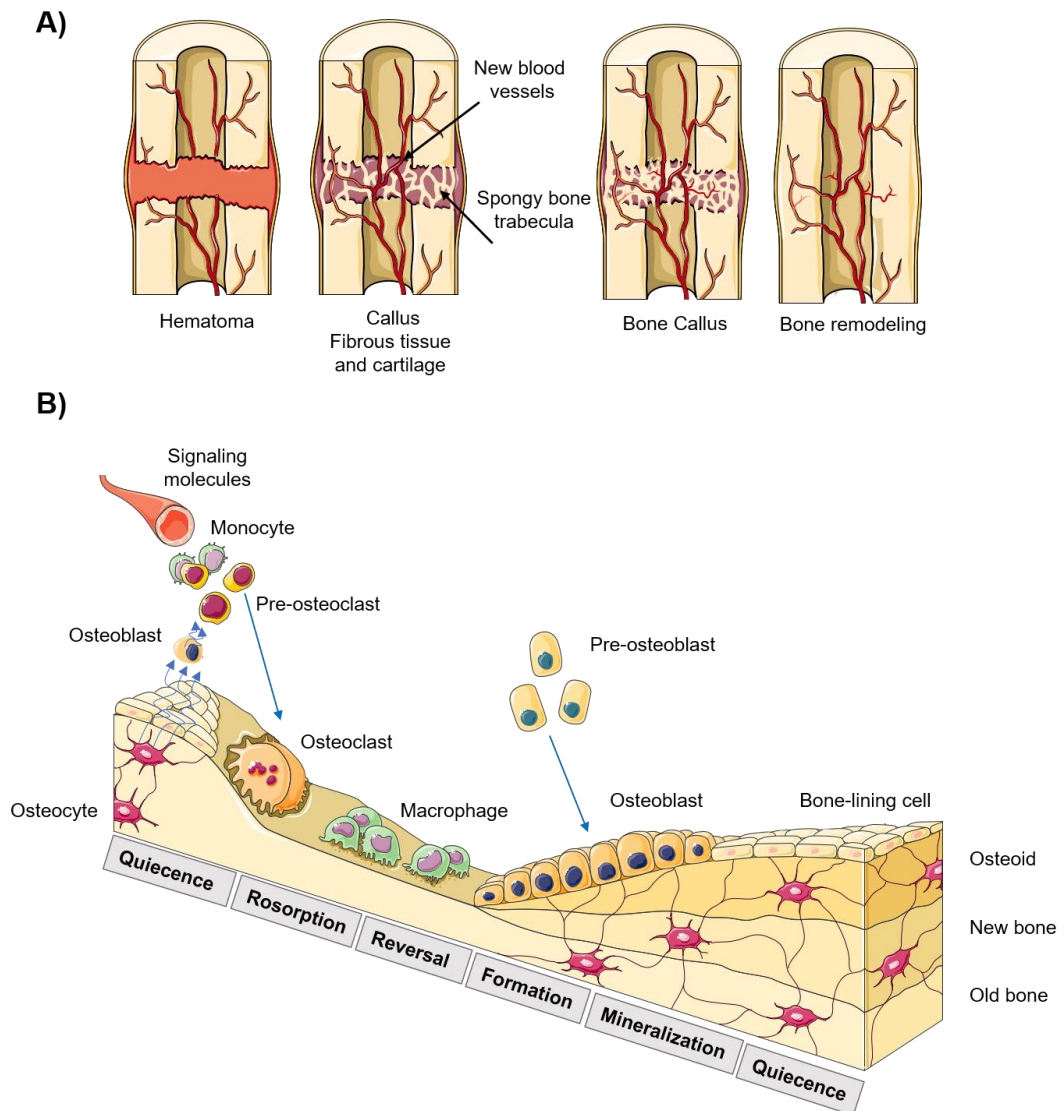 A)
New blood
vessels
Spongy bone
trabecula
Hematoma
Callus
Fibrous tissue
and cartilage
Bone Callus
Bone remodeling
B)
Signaling
molecules
Monocyte
Pre-osteoclast
Osteoblast
Pre-osteoblast
Osteoclast
Osteocyte
Macrophage
Osteoblast
Bone-lining cell
Osteoid
New bone
Old bone
Quiecence
Rosorption
Reversal
Formation
Mineralization
Quiecence